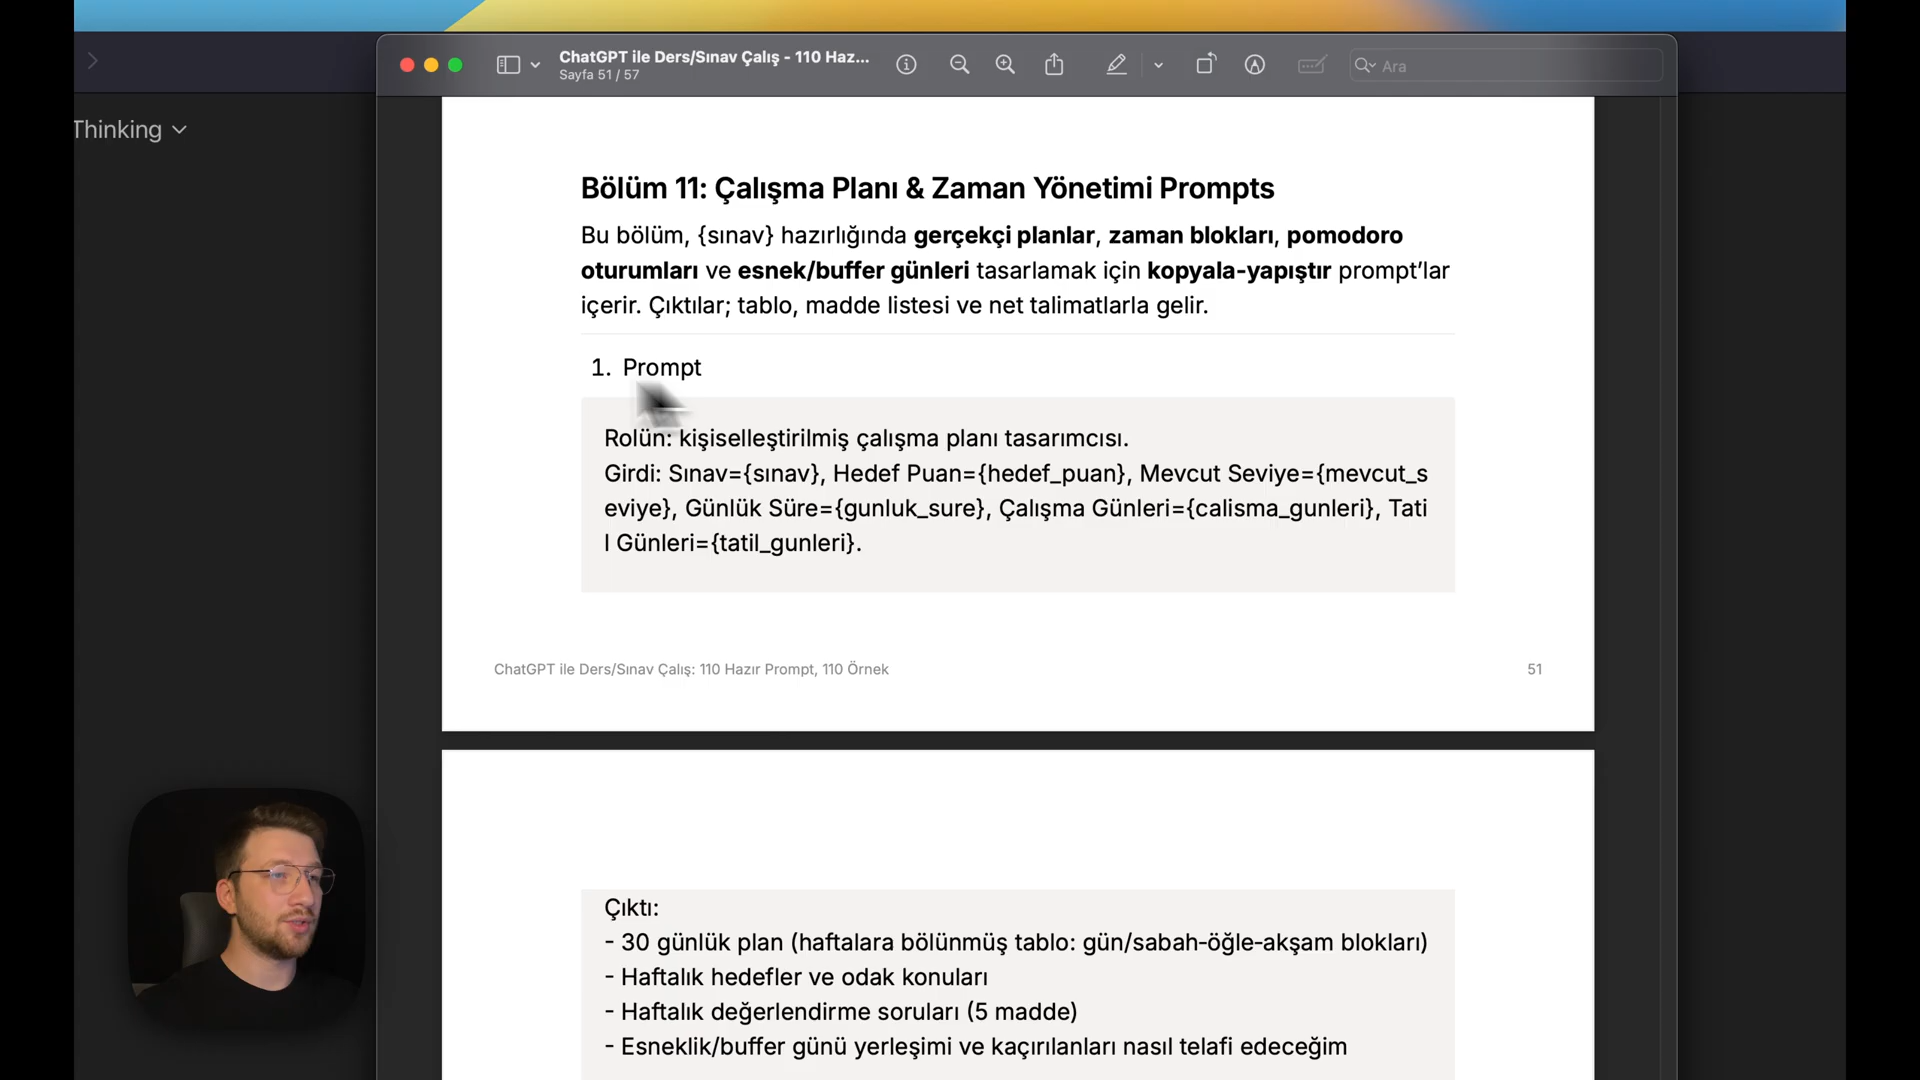 ChatGPT ile Ders/Sınav Çalış - 110 Haz...
Sayfa 51 / 57
Ara
Thinking
Bölüm 11: Çalışma Planı & Zaman Yönetimi Prompts
Bu bölüm, {sınav} hazırlığında gerçekçi planlar, zaman blokları, pomodoro
oturumları ve esnek/buffer günleri tasarlamak için kopyala-yapıştır prompt’lar
içerir. Çıktılar; tablo, madde listesi ve net talimatlarla gelir.
1. Prompt
Rolün: kişiselleştirilmiş çalışma planı tasarımcısı.
Girdi: Sınav={sınav}, Hedef Puan={hedef_puan}, Mevcut Seviye={mevcut_s
eviye}, Günlük Süre={gunluk_sure}, Çalışma Günleri={calisma_gunleri}, Tati
l Günleri={tatil_gunleri}.
ChatGPT ile Ders/Sınav Çalış: 110 Hazır Prompt, 110 Örnek
51
Çıktı:
- 30 günlük plan (haftalara bölünmüş tablo: gün/sabah-öğle-akşam blokları)
- Haftalık hedefler ve odak konuları
- Haftalık değerlendirme soruları (5 madde)
- Esneklik/buffer günü yerleşimi ve kaçırılanları nasıl telafi edeceğim